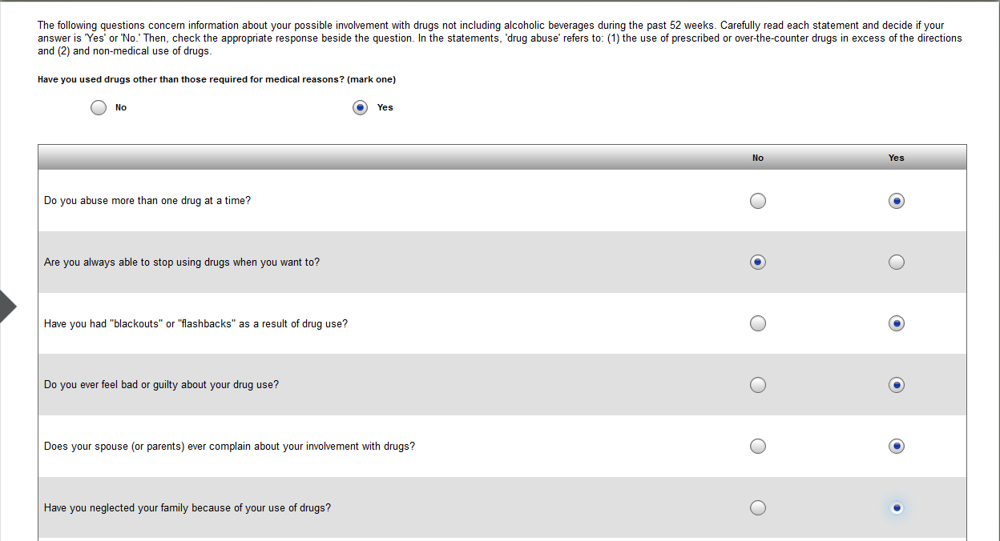 The following questions concern information about your possible involvement with drugs not including alcoholic beverages during the past 52 weeks. Carefully read each statement and decide if your
answer is 'Yes' or 'No.' Then, check the appropriate response beside the question. In the statements, 'drug abuse' refers to: (1) the use of prescribed or over-the-counter drugs in excess of the directions
and (2) and non-medical use of drugs.
Have you used drugs other than those required for medical reasons? (mark one)
No Yes
No Yes
Do you abuse more than one drug at a time?
Are you always able to stop using drugs when you want to?
Have you had "blackouts" or "flashbacks" as a result of drug use?
Do you ever feel bad or guilty about your drug use?
Does your spouse (or parents) ever complain about your involvement with drugs?
Have you neglected your family because of your use of drugs?